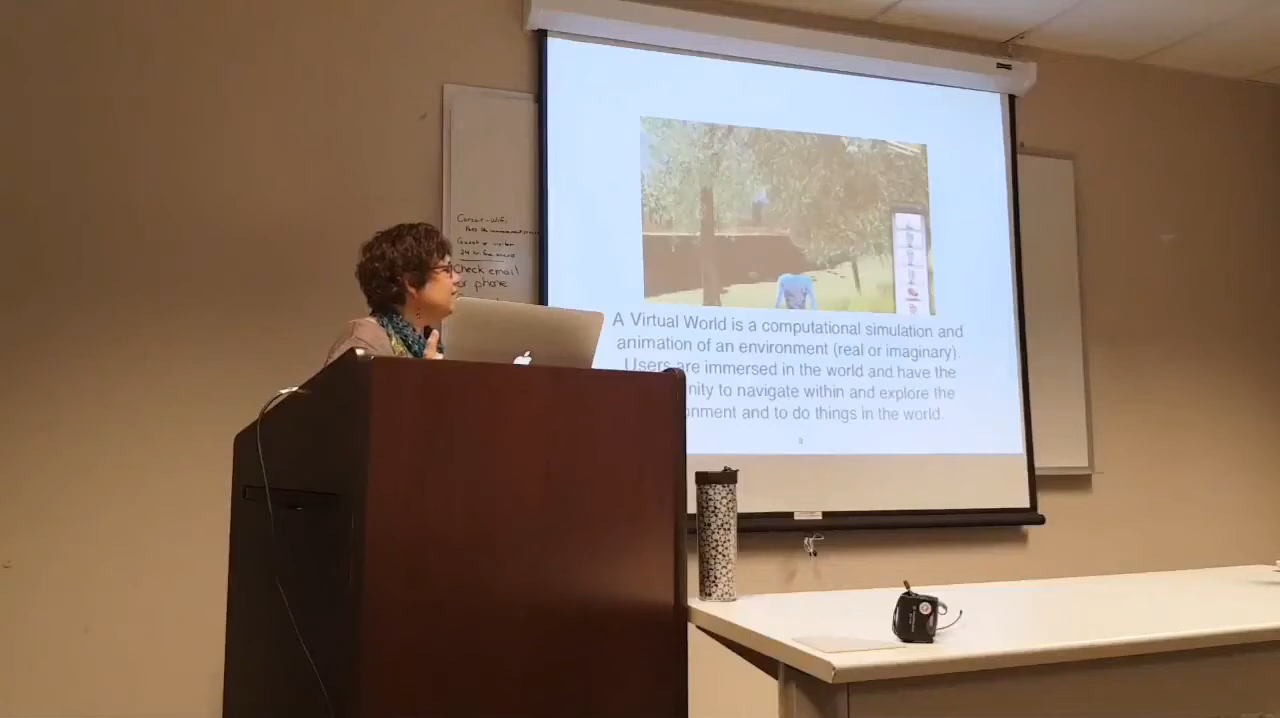 Check email
or phone
A Virtual World is a computational simulation and
animation of an environment (real or imaginary).
Users are immersed in the world and have the
nity to navigate within and explore the
onment and to do things in the world.